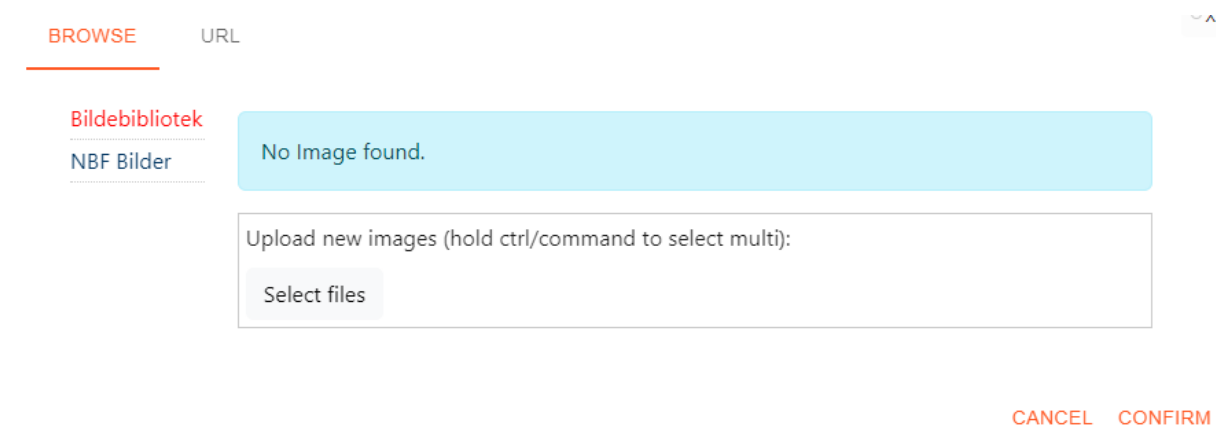 BROWSE URL
x
Bildebibliotek
NBF Bilder
No Image found.
Upload new images (hold ctrl/command to select multi):
Select files
CANCEL CONFIRM